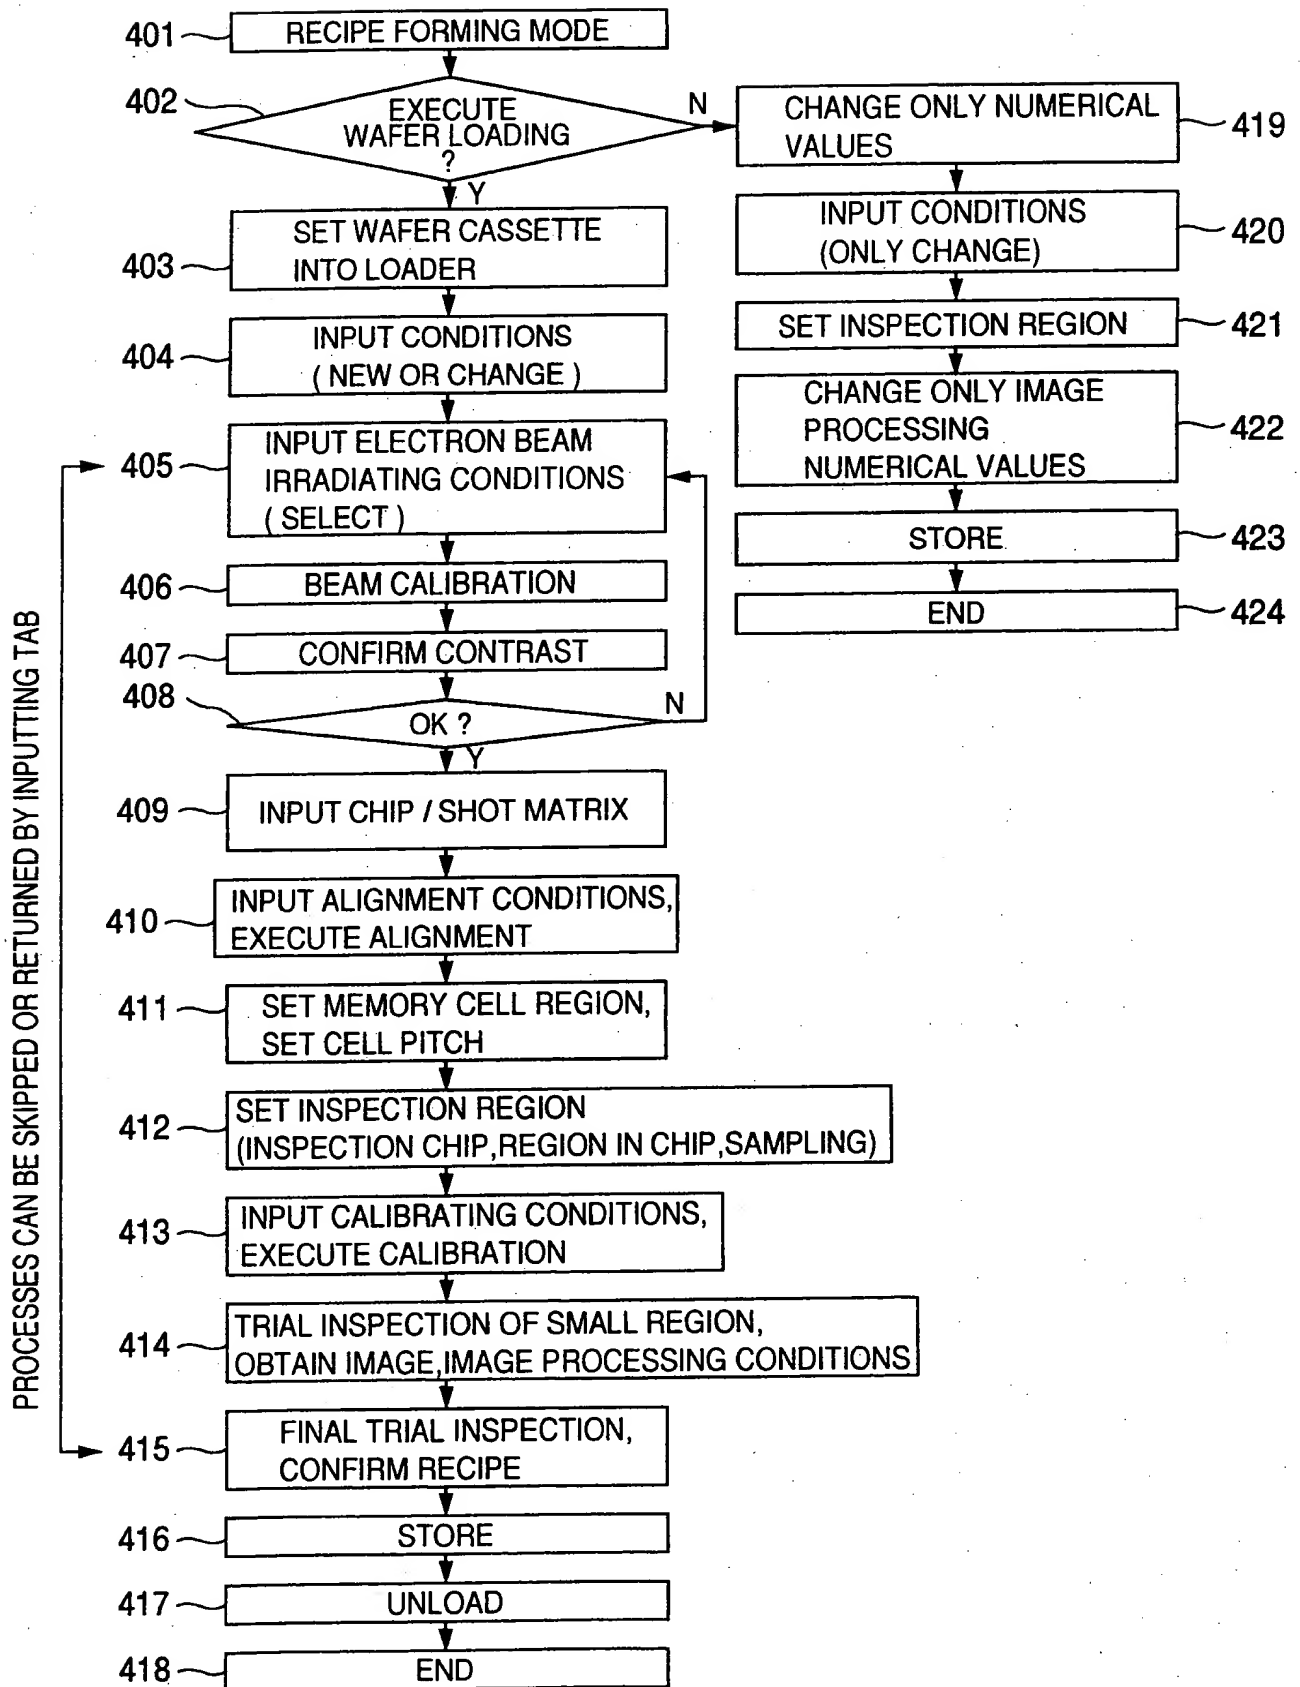 401
RECIPE FORMING MODE
402
EXECUTE
WAFER LOADING
?
N
Y
403
SET WAFER CASSETTE
INTO LOADER
404
INPUT CONDITIONS
( NEW OR CHANGE )
405
INPUT ELECTRON BEAM
IRRADIATING CONDITIONS
( SELECT )
406
BEAM CALIBRATION
407
CONFIRM CONTRAST
408
OK ?
N
Y
409
INPUT CHIP / SHOT MATRIX
410
INPUT ALIGNMENT CONDITIONS,
EXECUTE ALIGNMENT
411
SET MEMORY CELL REGION,
SET CELL PITCH
412
SET INSPECTION REGION
(INSPECTION CHIP,REGION IN CHIP,SAMPLING)
413
INPUT CALIBRATING CONDITIONS,
EXECUTE CALIBRATION
414
TRIAL INSPECTION OF SMALL REGION,
OBTAIN IMAGE,IMAGE PROCESSING CONDITIONS
415
FINAL TRIAL INSPECTION,
CONFIRM RECIPE
416
STORE
417
UNLOAD
418
END
CHANGE ONLY NUMERICAL
VALUES
419
INPUT CONDITIONS
(ONLY CHANGE)
420
SET INSPECTION REGION
421
CHANGE ONLY IMAGE
PROCESSING
NUMERICAL VALUES
422
STORE
423
END
424
PROCESSES CAN BE SKIPPED OR RETURNED BY INPUTTING TAB